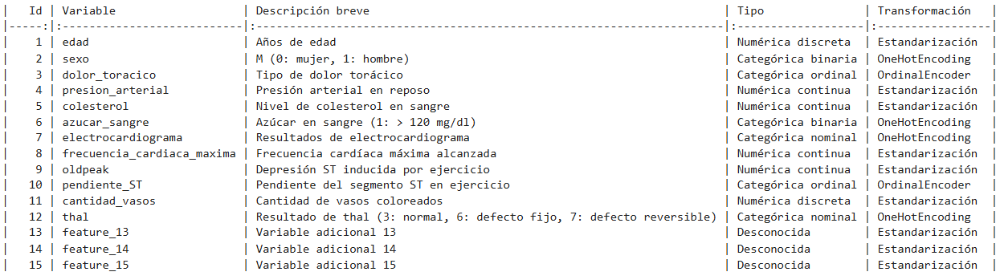 |   Id | Variable                   | Descripción breve                                                      | Tipo               | Transformación   |
|-----:|:---------------------------|:-----------------------------------------------------------------------|:-------------------|:-----------------|
|    1 | edad                       | Años de edad                                                           | Numérica discreta  | Estandarización  |
|    2 | sexo                       | M (0: mujer, 1: hombre)                                                | Categórica binaria | OneHotEncoding   |
|    3 | dolor_toracico             | Tipo de dolor torácico                                                 | Categórica ordinal | OrdinalEncoder   |
|    4 | presion_arterial           | Presión arterial en reposo                                             | Numérica continua  | Estandarización  |
|    5 | colesterol                 | Nivel de colesterol en sangre                                          | Numérica continua  | Estandarización  |
|    6 | azucar_sangre              | Azúcar en sangre (1: > 120 mg/dl)                                      | Categórica binaria | OneHotEncoding   |
|    7 | electrocardiograma         | Resultados de electrocardiograma                                       | Categórica nominal | OneHotEncoding   |
|    8 | frecuencia_cardiaca_maxima | Frecuencia cardíaca máxima alcanzada                                   | Numérica continua  | Estandarización  |
|    9 | oldpeak                    | Depresión ST inducida por ejercicio                                    | Numérica continua  | Estandarización  |
|   10 | pendiente_ST               | Pendiente del segmento ST en ejercicio                                 | Categórica ordinal | OrdinalEncoder   |
|   11 | cantidad_vasos             | Cantidad de vasos coloreados                                           | Numérica discreta  | Estandarización  |
|   12 | thal                       | Resultado de thal (3: normal, 6: defecto fijo, 7: defecto reversible) | Categórica nominal | OneHotEncoding   |
|   13 | feature_13                 | Variable adicional 13                                                  | Desconocida        | Estandarización  |
|   14 | feature_14                 | Variable adicional 14                                                  | Desconocida        | Estandarización  |
|   15 | feature_15                 | Variable adicional 15                                                  | Desconocida        | Estandarización  |